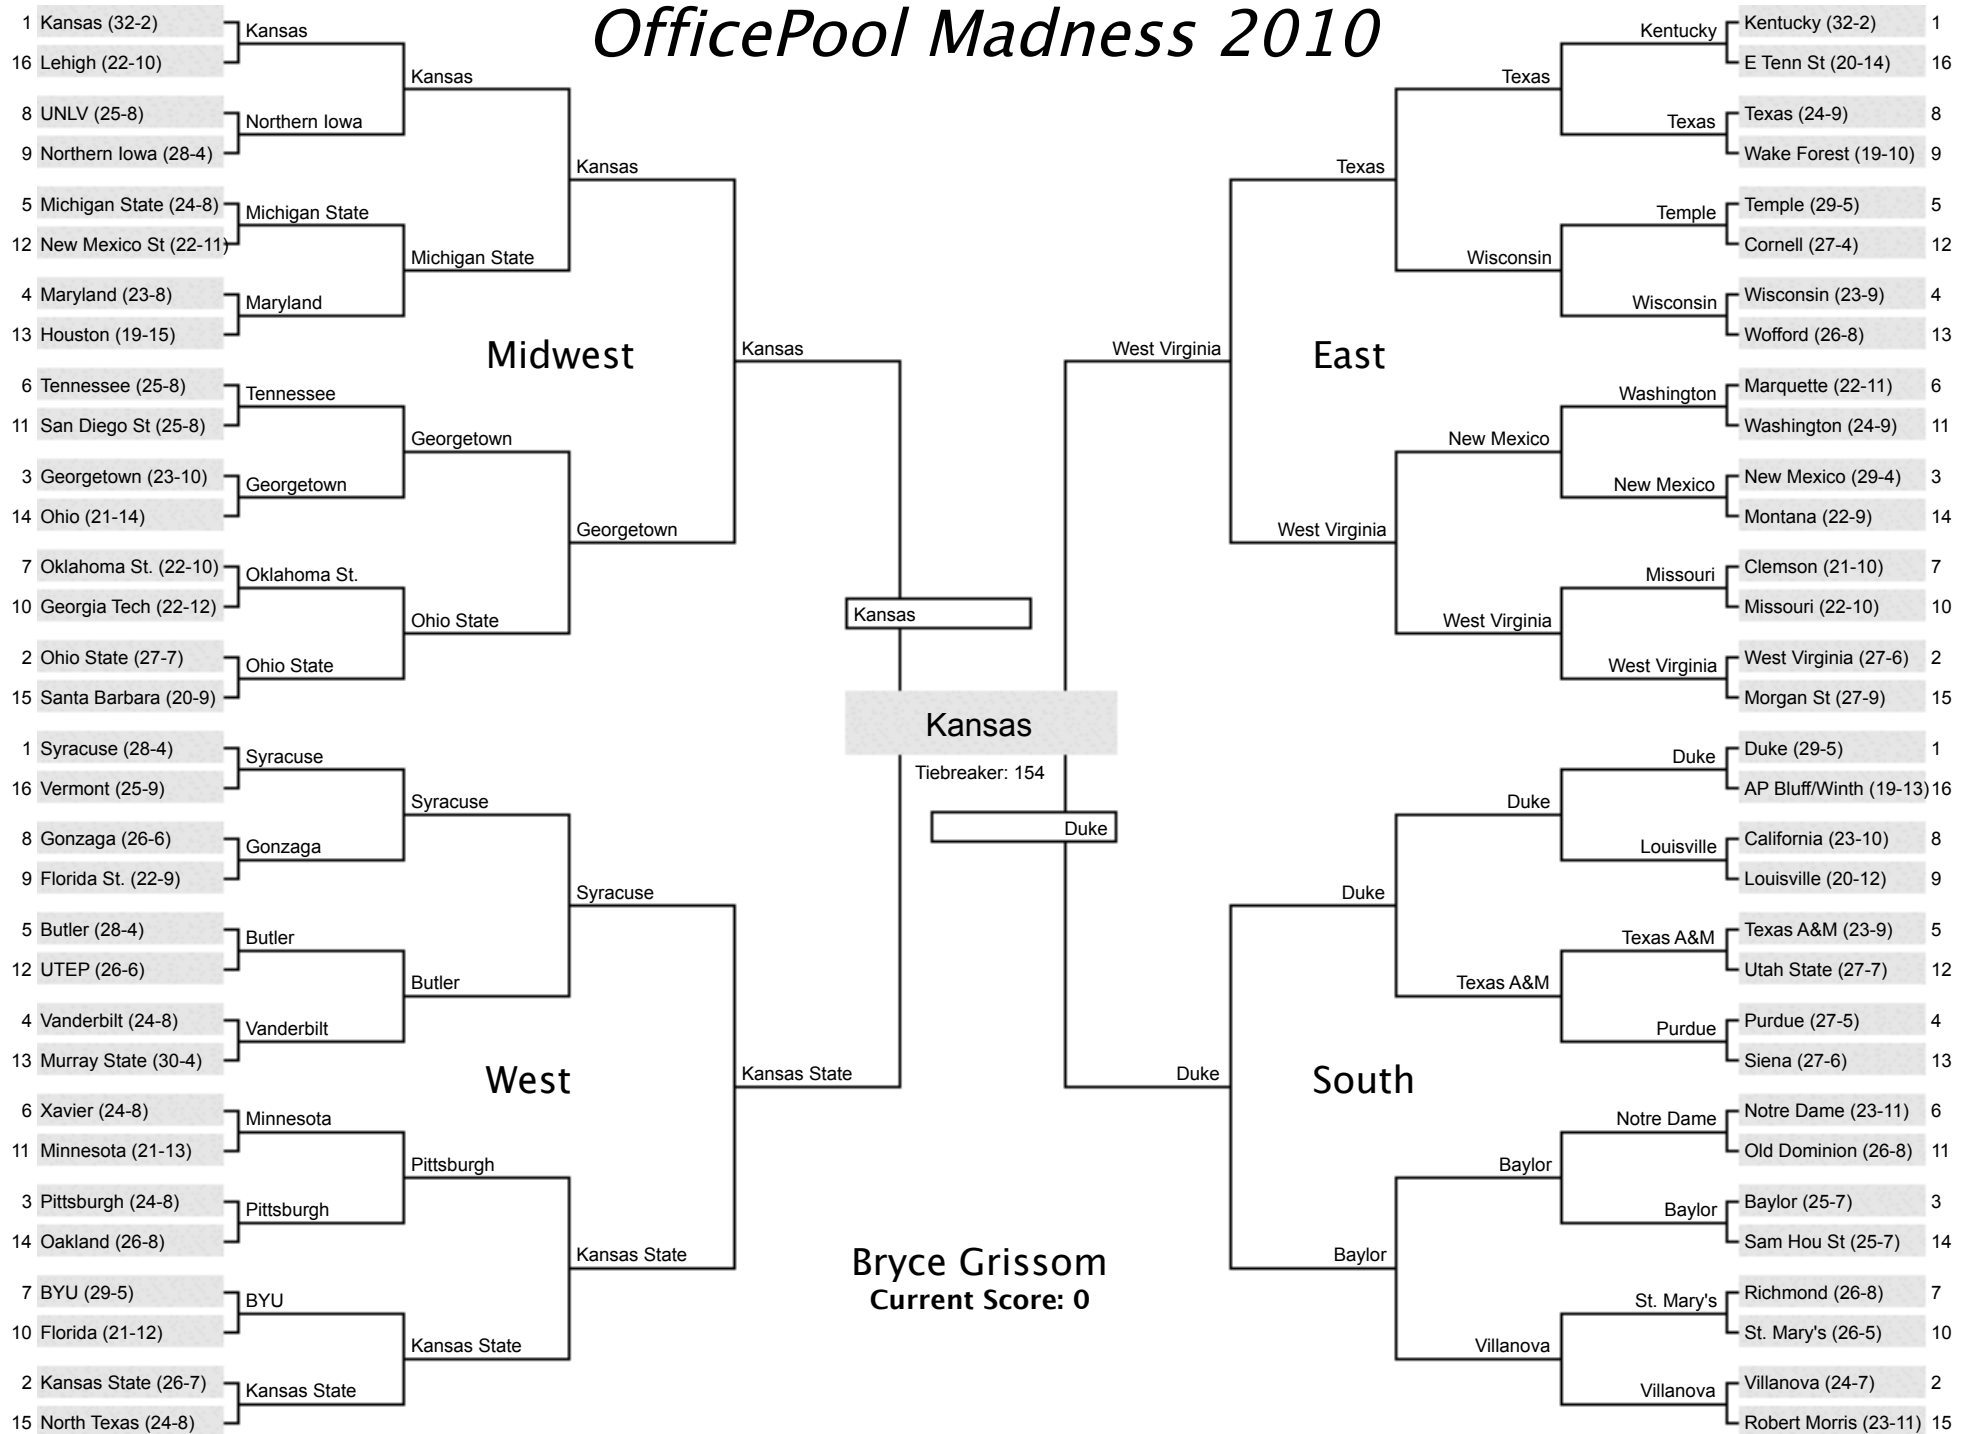 OfficePool Madness 2010
1 Kansas (32-2)
16 Lehigh (22-10)
8 UNLV (25-8)
9 Northern Iowa (28-4)
5 Michigan State (24-8)
12 New Mexico St (22-11)
4 Maryland (23-8)
13 Houston (19-15)
6 Tennessee (25-8)
11 San Diego St (25-8)
3 Georgetown (23-10)
14 Ohio (21-14)
7 Oklahoma St. (22-10)
10 Georgia Tech (22-12)
2 Ohio State (27-7)
15 Santa Barbara (20-9)
Kansas
Northern Iowa
Michigan State
Maryland
Tennessee
Georgetown
Oklahoma St.
Ohio State
Kansas
Michigan State
Georgetown
Ohio State
Kansas
Georgetown
Kansas
Midwest
1 Syracuse (28-4)
16 Vermont (25-9)
8 Gonzaga (26-6)
9 Florida St. (22-9)
5 Butler (28-4)
12 UTEP (26-6)
4 Vanderbilt (24-8)
13 Murray State (30-4)
6 Xavier (24-8)
11 Minnesota (21-13)
3 Pittsburgh (24-8)
14 Oakland (26-8)
7 BYU (29-5)
10 Florida (21-12)
2 Kansas State (26-7)
15 North Texas (24-8)
Syracuse
Gonzaga
Butler
Vanderbilt
Minnesota
Pittsburgh
BYU
Kansas State
Syracuse
Butler
Pittsburgh
Kansas State
Syracuse
Kansas State
Kansas State
West
Kansas
Kansas
Tiebreaker: 154
Duke
Bryce Grissom
Current Score: 0
Kentucky (32-2) 1
E Tenn St (20-14) 16
Texas (24-9) 8
Wake Forest (19-10) 9
Temple (29-5) 5
Cornell (27-4) 12
Wisconsin (23-9) 4
Wofford (26-8) 13
Marquette (22-11) 6
Washington (24-9) 11
New Mexico (29-4) 3
Montana (22-9) 14
Clemson (21-10) 7
Missouri (22-10) 10
West Virginia (27-6) 2
Morgan St (27-9) 15
Kentucky
Texas
Temple
Wisconsin
Washington
New Mexico
Missouri
West Virginia
Texas
Wisconsin
New Mexico
West Virginia
Texas
West Virginia
West Virginia
East
Duke (29-5) 1
AP Bluff/Winth (19-13) 16
California (23-10) 8
Louisville (20-12) 9
Texas A&M (23-9) 5
Utah State (27-7) 12
Purdue (27-5) 4
Siena (27-6) 13
Notre Dame (23-11) 6
Old Dominion (26-8) 11
Baylor (25-7) 3
Sam Hou St (25-7) 14
Richmond (26-8) 7
St. Mary's (26-5) 10
Villanova (24-7) 2
Robert Morris (23-11) 15
Duke
Louisville
Texas A&M
Purdue
Notre Dame
Baylor
St. Mary's
Villanova
Duke
Texas A&M
Baylor
Villanova
Duke
Baylor
Duke
South